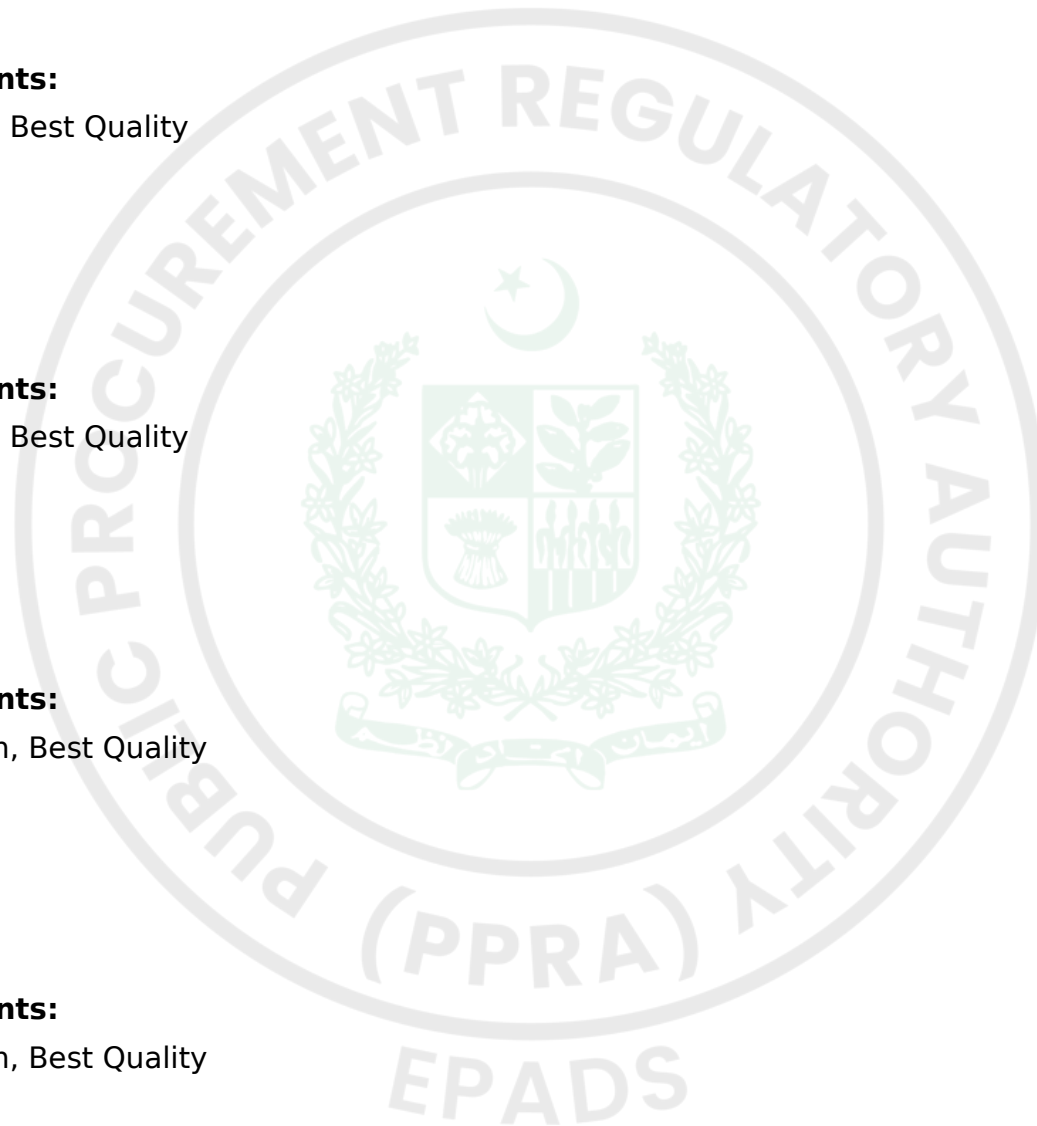 nts:
Best Quality
nts:
Best Quality
nts:
n, Best Quality
nts:
n, Best Quality
PUBLIC PROCUREMENT REGULATORY AUTHORITY
(PPRA)
EPADS